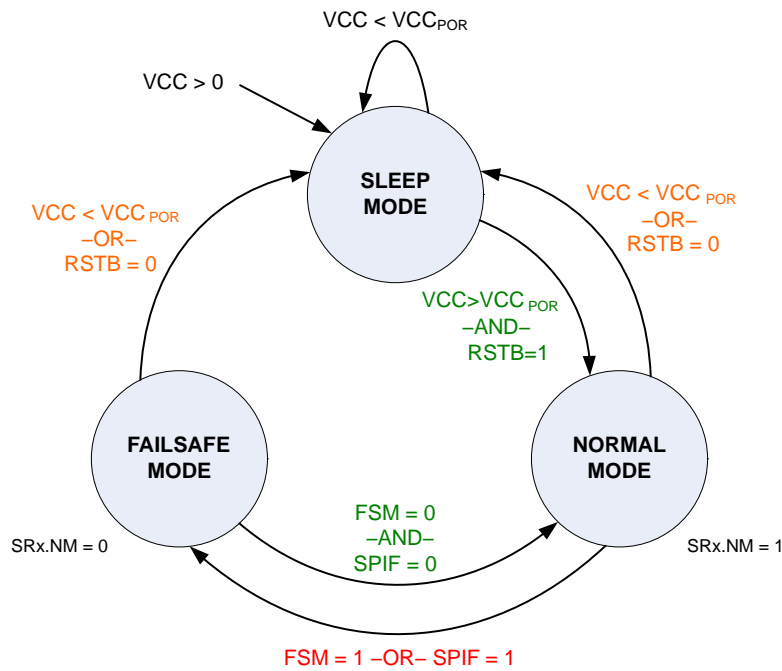 VCC < VCCPOR
VCC > 0
SLEEP
MODE
VCC < VCC POR
–OR–
RSTB = 0
VCC < VCC POR
–OR–
RSTB = 0
VCC>VCC POR
–AND–
RSTB=1
FAILSAFE
MODE
NORMAL
MODE
FSM = 0
–AND–
SPIF = 0
SRx.NM = 0
SRx.NM = 1
FSM = 1 –OR– SPIF = 1